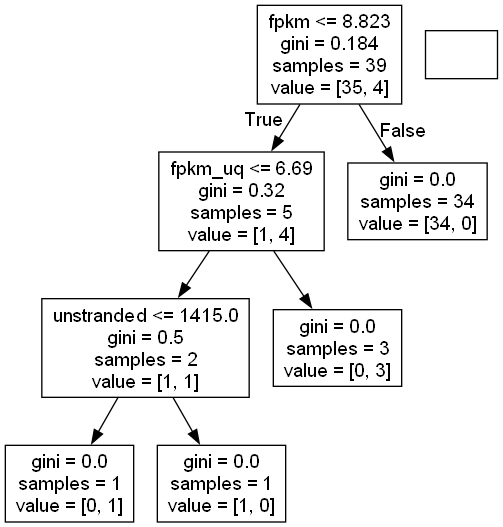 fpkm <= 8.823
gini = 0.184
samples = 39
value = [35, 4]
True
False
fpkm_uq <= 6.69
gini = 0.32
samples = 5
value = [1, 4]
gini = 0.0
samples = 34
value = [34, 0]
unstranded <= 1415.0
gini = 0.5
samples = 2
value = [1, 1]
gini = 0.0
samples = 3
value = [0, 3]
gini = 0.0
samples = 1
value = [0, 1]
gini = 0.0
samples = 1
value = [1, 0]